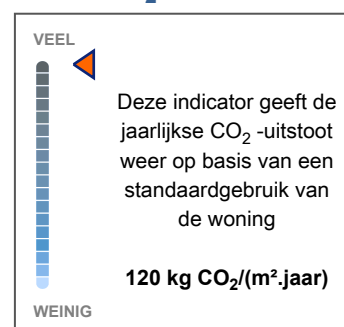 VEEL
Deze indicator geeft de
jaarlijkse CO₂ -uitstoot
weer op basis van een
standaardgebruik van
de woning
120 kg CO₂/(m².jaar)
WEINIG